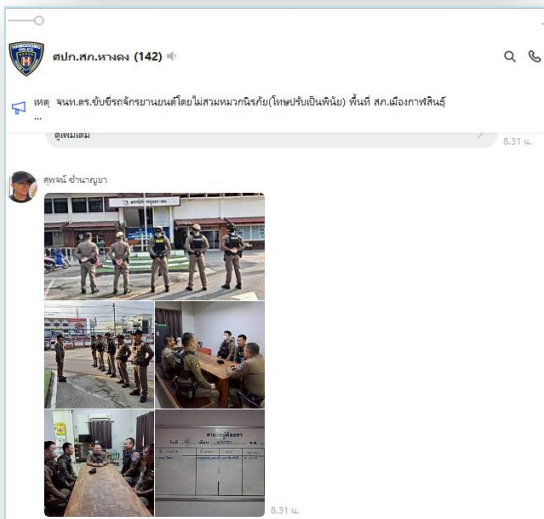 ศปก.สภ.หางดง (142)
เหตุ จนท.ตร.ขับขี่รถจักรยานยนต์โดยไม่สวมหมวกนิรภัย(โทษปรับเป็นพินัย) พื้นที่ สภ.เมืองกาฬสินธุ์
...
ดูเพิ่มเติม
8.31 น.
สุพจน์ ชำนาญยา
8.31 น.